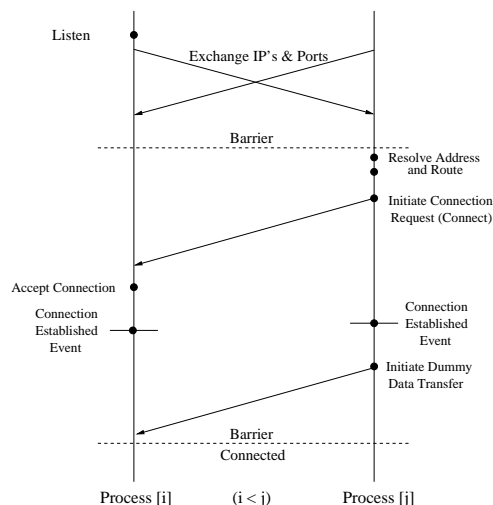 Listen
Exchange IP's & Ports
Barrier
Resolve Address
and Route
Initiate Connection
Request (Connect)
Accept Connection
Connection
Established
Event
Connection
Established
Event
Initiate Dummy
Data Transfer
Barrier
Connected
Process [i]
(i < j)
Process [j]